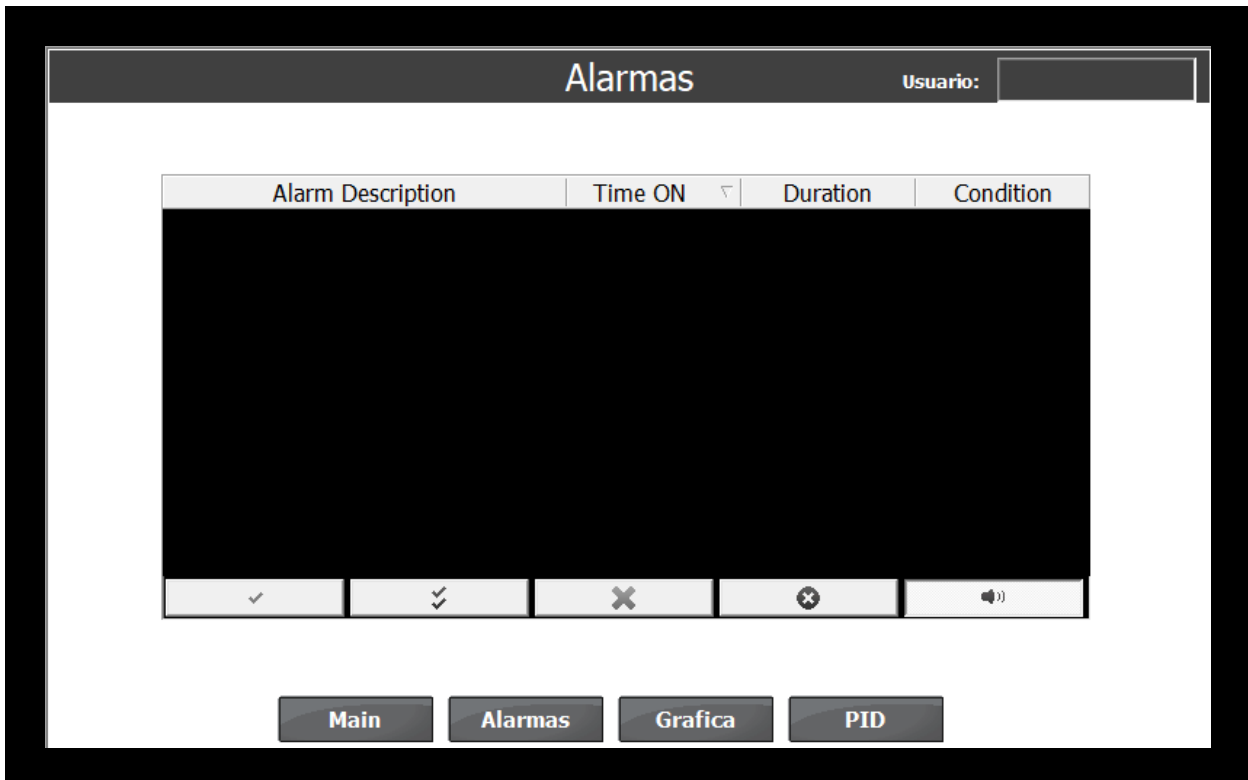 Alarmas
Usuario:
Alarm Description Time ON Duration Condition
Main Alarmas Grafica PID